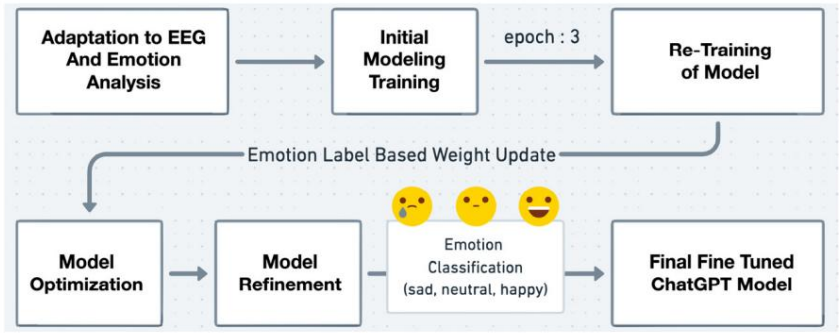 Adaptation to EEG
And Emotion
Analysis
Initial
Modeling
Training
epoch : 3
Re-Training
of Model
Emotion Label Based Weight Update
Model
Optimization
Model
Refinement
Emotion
Classification
(sad, neutral, happy)
Final Fine Tuned
ChatGPT Model